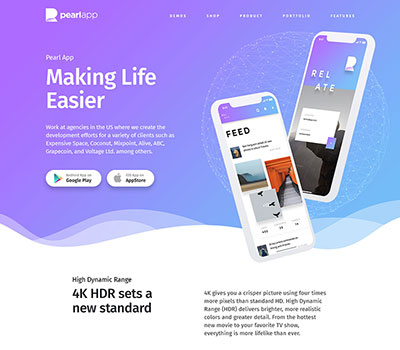 pearlapp
DEMOS SHOP PRODUCT PORTFOLIO FEATURES
Pearl App
Making Life
Easier
Work at agencies in the US where we create the
development efforts for a variety of clients such as
Expensive Space, Coconut, Mixpoint, Alive, ABC,
Grapecoin, and Voltage Ltd. among others.
Android App on
Google Play
iOS App on
AppStore
REL
ATE
FEED
High Dynamic Range
4K HDR sets a
new standard
4K gives you a crisper picture using four times
more pixels than standard HD. High Dynamic
Range (HDR) delivers brighter, more realistic
colors and greater detail. From the hottest
new movie to your favorite TV show,
everything is more lifelike than ever.